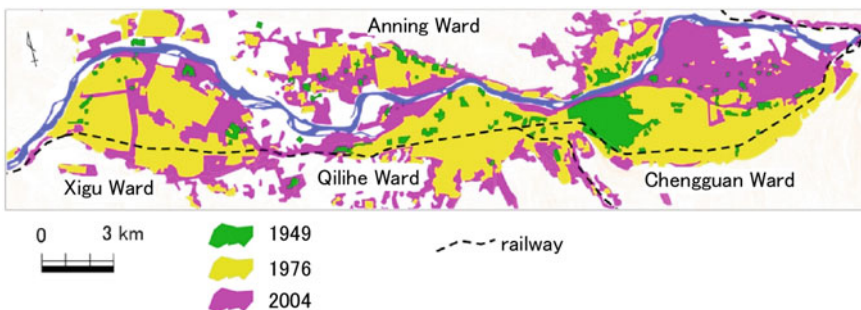 Anning Ward
Xigu Ward
Qilihe Ward
Chengguan Ward
0 3 km
1949
railway
1976
2004